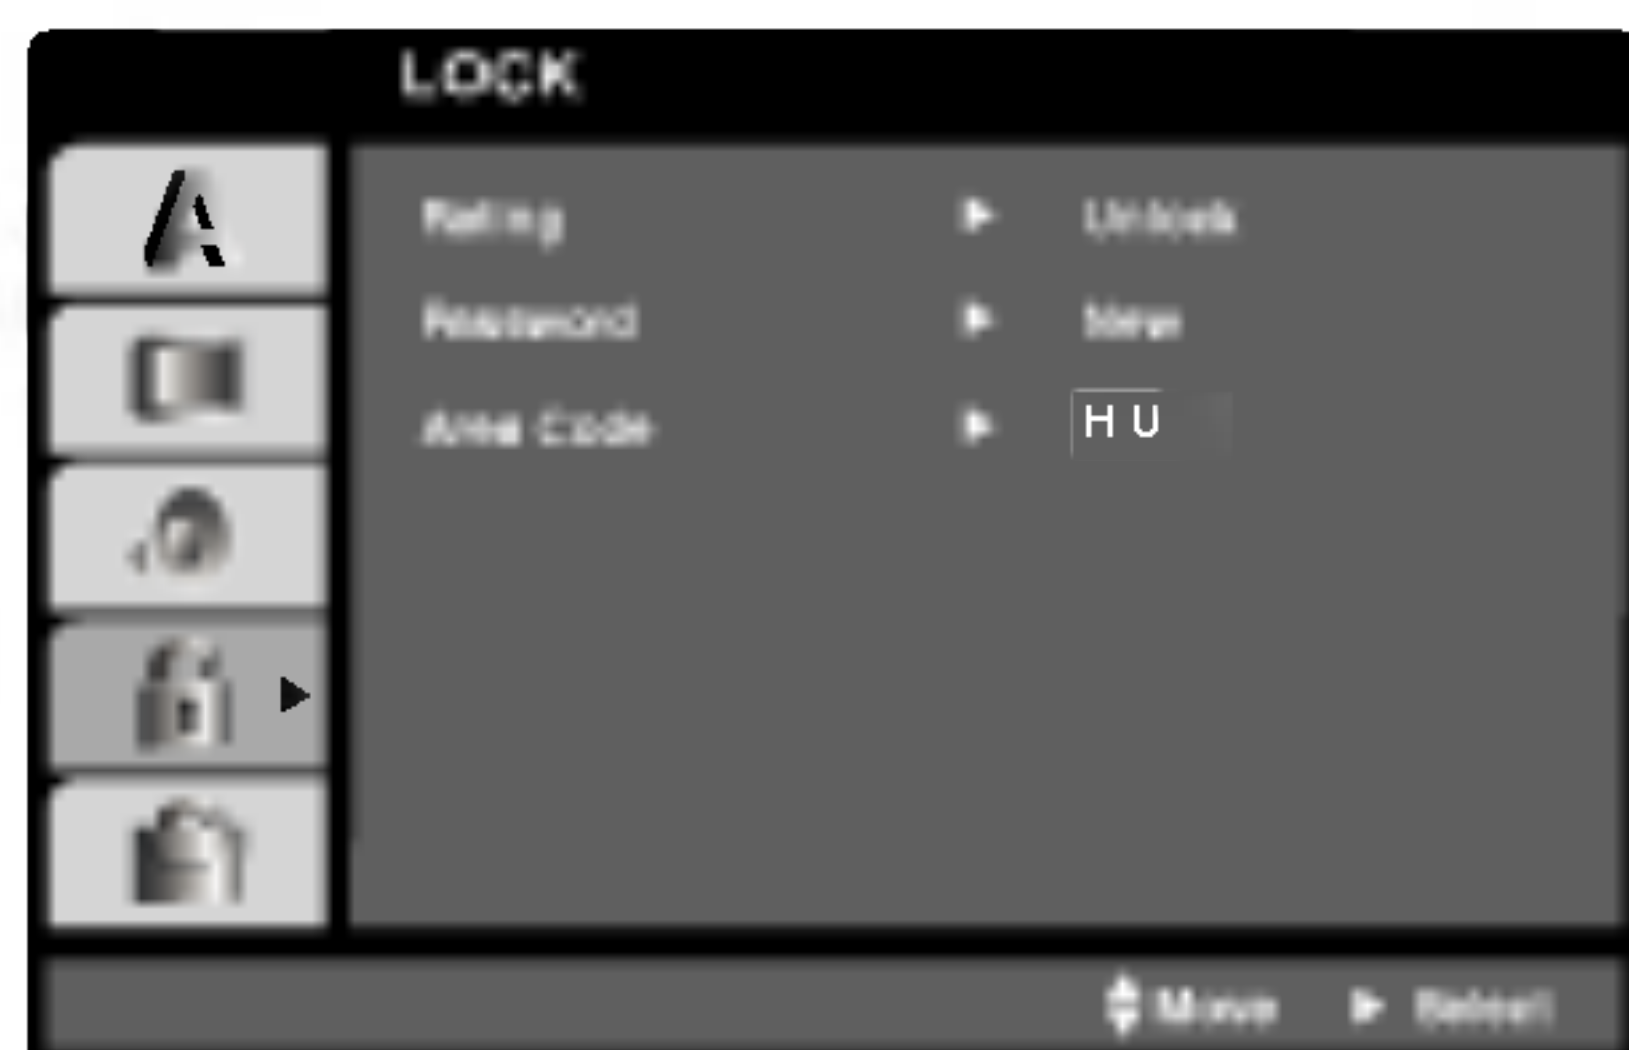 LOCK
Rating Unlock
Password New
Area Code H U
Move Select